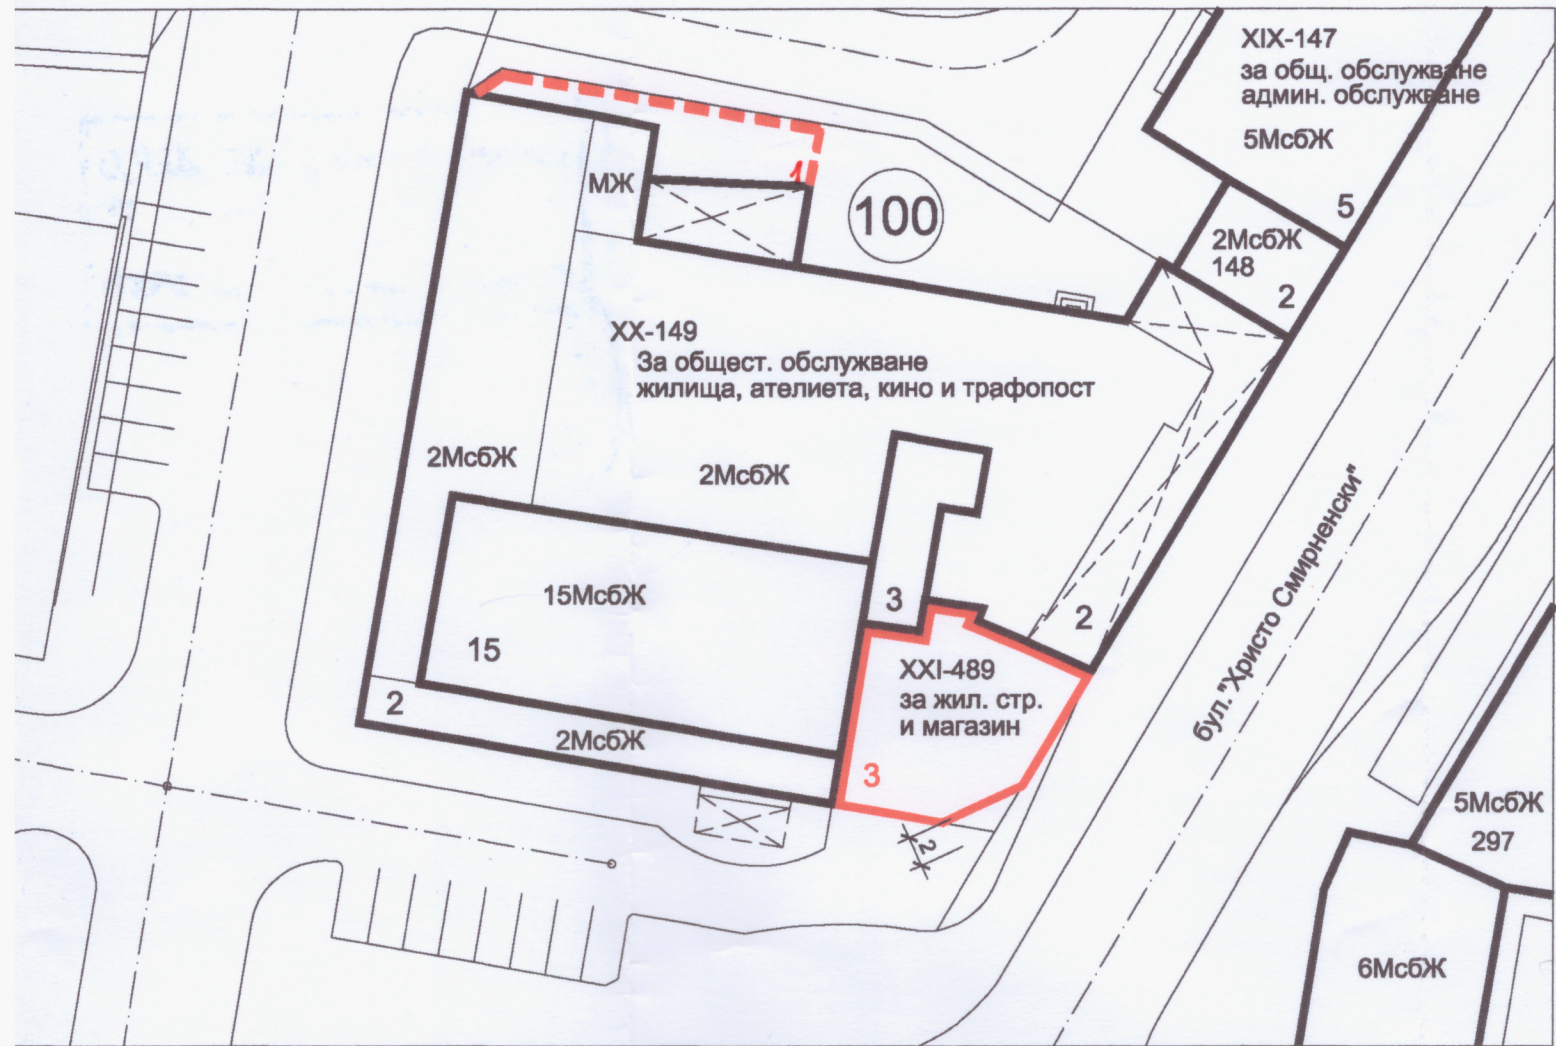 XIX-147
за общ. обслужване
админ. обслужване
5МсбЖ
5
2МсбЖ
148
2
МЖ
1
100
XX-149
За общест. обслужване
жилища, ателиета, кино и трафопост
2МсбЖ
2МсбЖ
15МсбЖ
15
3
2
2
2МсбЖ
XXI-489
за жил. стр.
и магазин
3
2
бул."Христо Смирненски"
5МсбЖ
297
6МсбЖ